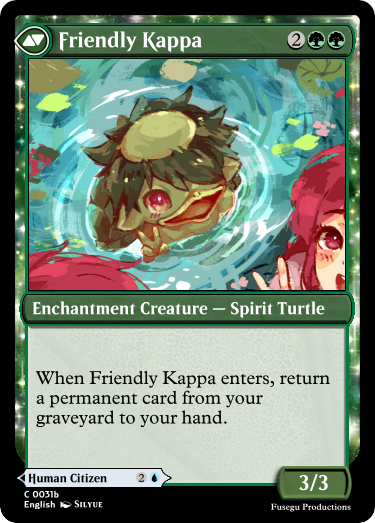 Friendly Kappa 2
Enchantment Creature — Spirit Turtle
When Friendly Kappa enters, return
a permanent card from your
graveyard to your hand.
Human Citizen 2
3/3
C 0031b
English SILYUE
Fusegu Productions